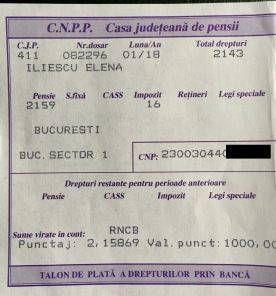 C.N.P.P. Casa județeană de pensii
C.J.P. Nr.dosar Luna/An Total drepturi
411 082296 01/18 2143
ILIESCU ELENA
Pensie S.fixă CASS Impozit Rețineri Legi speciale
2159 16
BUCURESTI
BUC. SECTOR 1 CNP: 230030440
Drepturi restante pentru perioade anterioare
Pensie CASS Impozit Legi speciale
Sume virate în cont: RNCB
Punctaj: 2,15869 Val. punct: 1000,00
TALON DE PLATĂ A DREPTURILOR PRIN BANCĂ